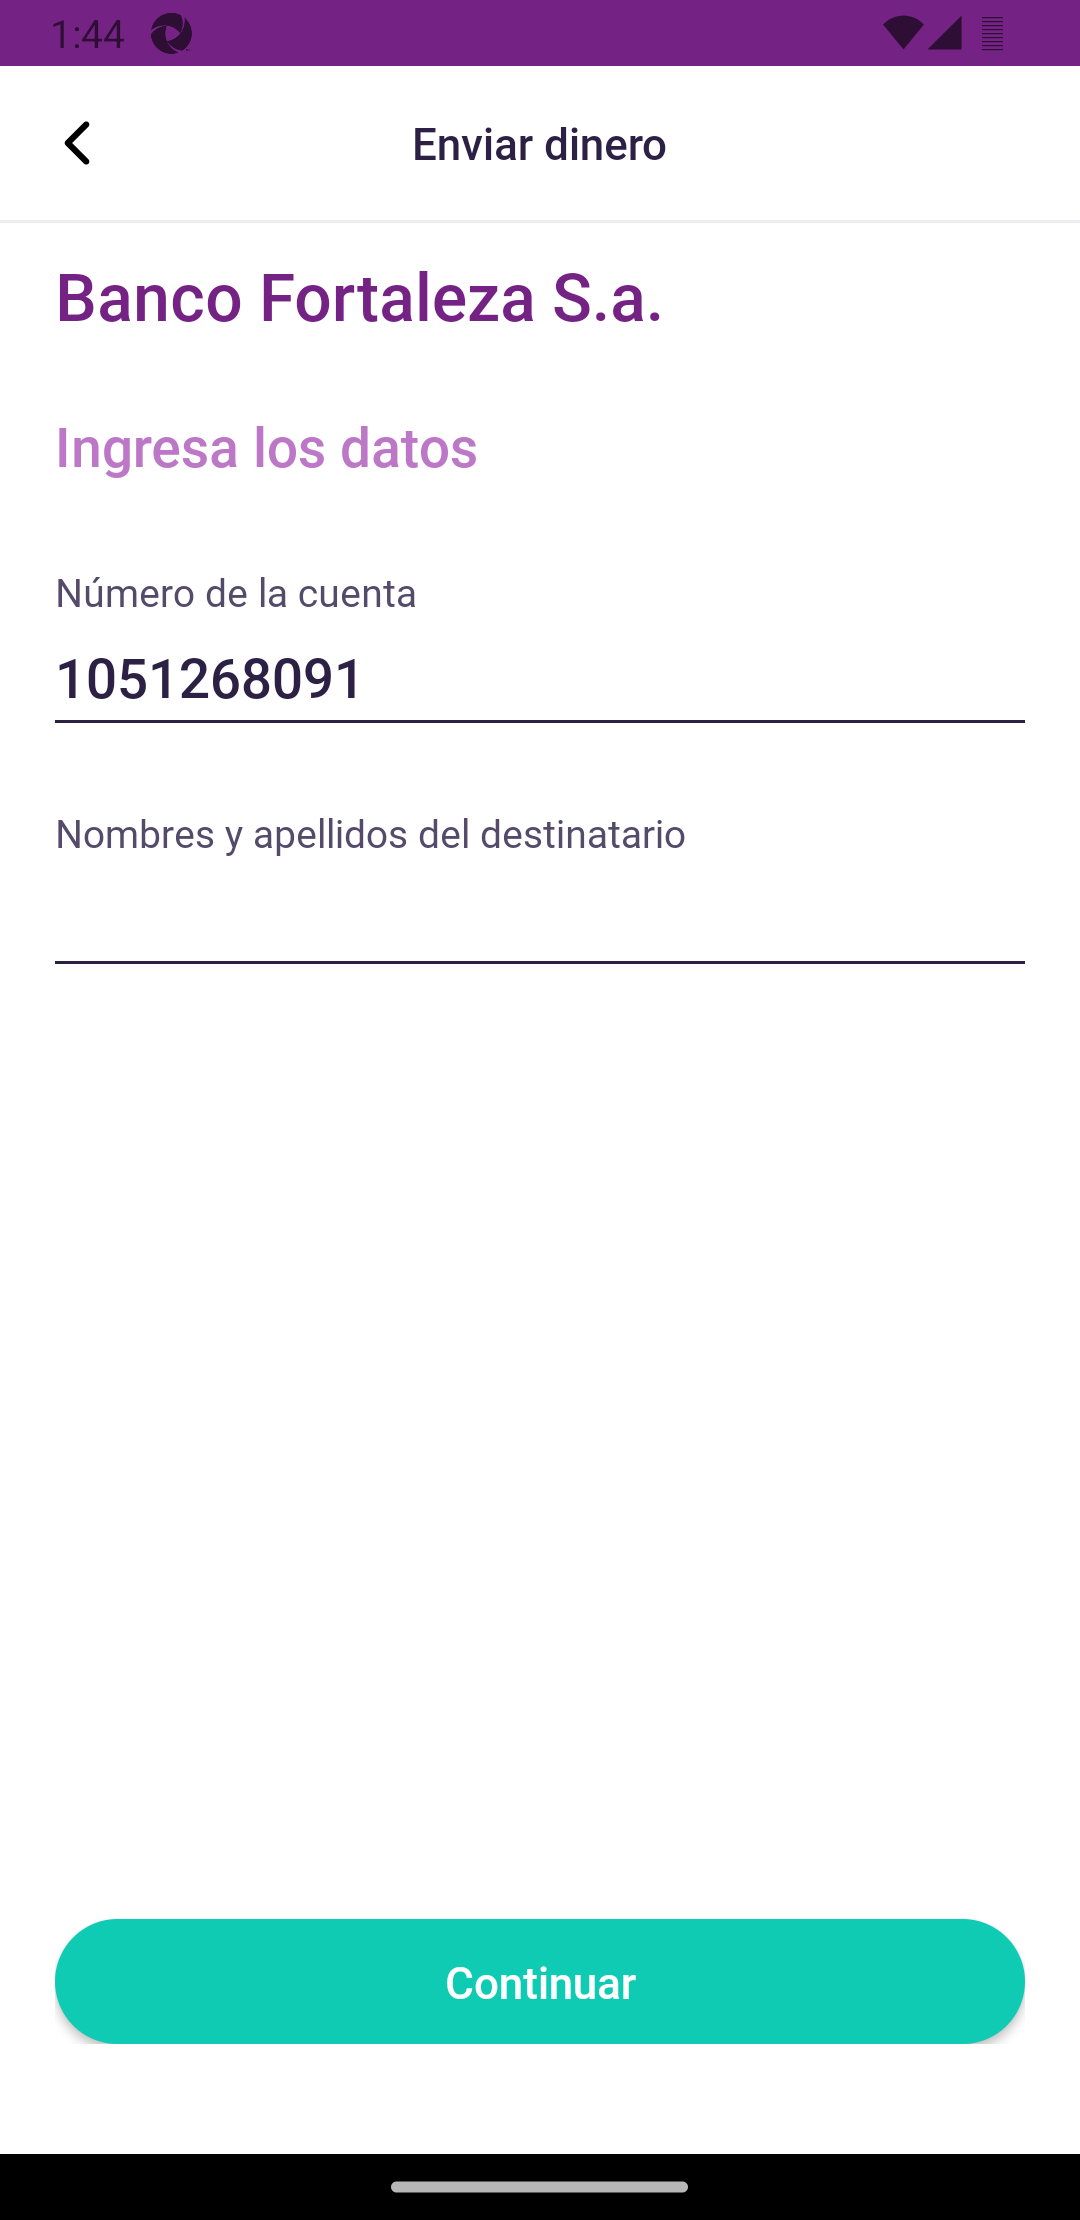 1:44
Enviar dinero
Banco Fortaleza S.a.
Ingresa los datos
Número de la cuenta
1051268091
Nombres y apellidos del destinatario
Continuar